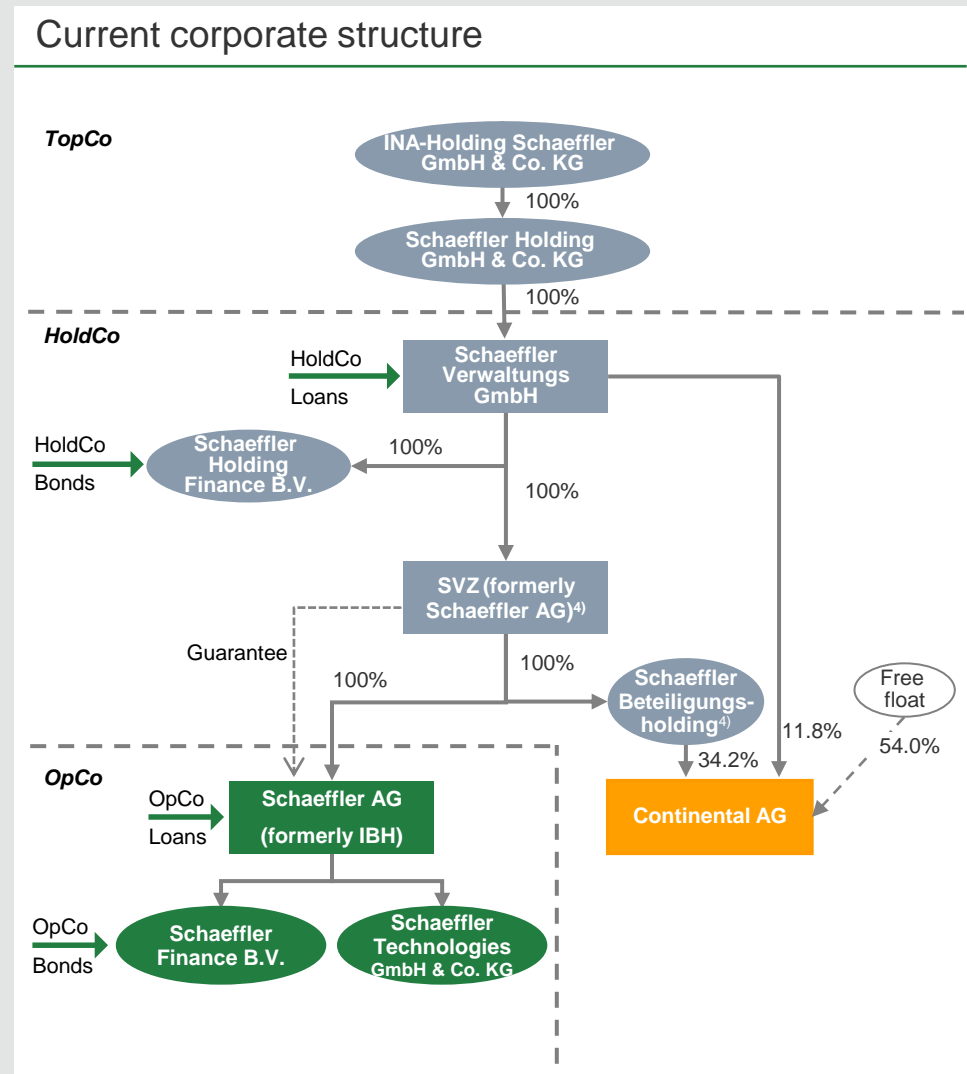 Current corporate structure
TopCo
INA-Holding Schaeffler
GmbH & Co. KG
100%
Schaeffler Holding
GmbH & Co. KG
100%
HoldCo
HoldCo
Loans
Schaeffler
Verwaltungs
GmbH
HoldCo
Bonds
Schaeffler
Holding
Finance B.V.
100%
100%
SVZ (formerly
Schaeffler AG)4)
Guarantee
100%
100%
Schaeffler
Beteiligungs-
holding4)
Free
float
11.8%
54.0%
34.2%
OpCo
OpCo
Loans
Schaeffler AG
(formerly IBH)
Continental AG
OpCo
Bonds
Schaeffler
Finance B.V.
Schaeffler
Technologies
GmbH & Co. KG